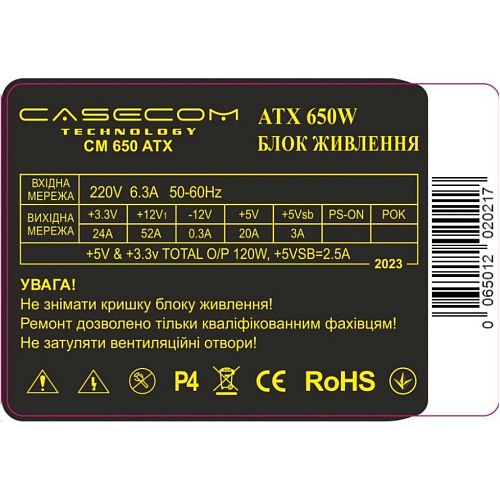 CASECOM
TECHNOLOGY
CM 650 ATX
ATX 650W
БЛОК ЖИВЛЕННЯ
ВХІДНА МЕРЕЖА 220V 6.3A 50-60Hz
ВИХІДНА МЕРЕЖА +3.3V +12V1 -12V +5V +5Vsb PS-ON POK
24A 52A 0.3A 20A 3A
+5V & +3.3v TOTAL O/P 120W, +5VSB=2.5A
2023
УВАГА!
Не знімати кришку блоку живлення!
Ремонт дозволено тільки кваліфікованим фахівцям!
Не затуляти вентиляційні отвори!
P4 CE RoHS
0 065012 020217